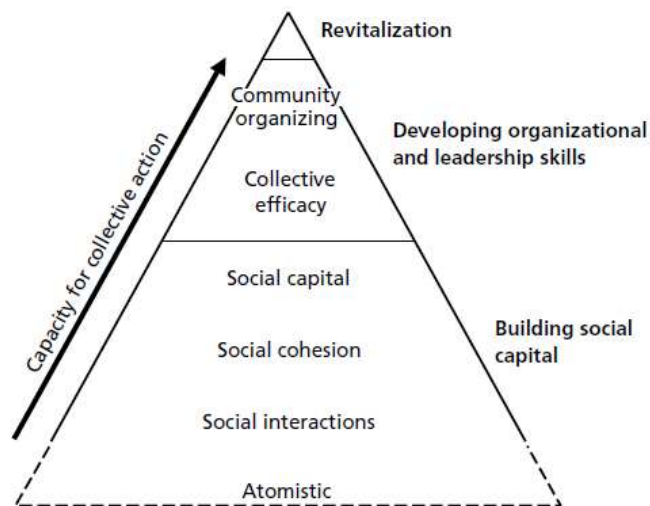 Revitalization
Community
organizing
Developing organizational
and leadership skills
Collective
efficacy
Capacity for collective action
Social capital
Building social
capital
Social cohesion
Social interactions
Atomistic